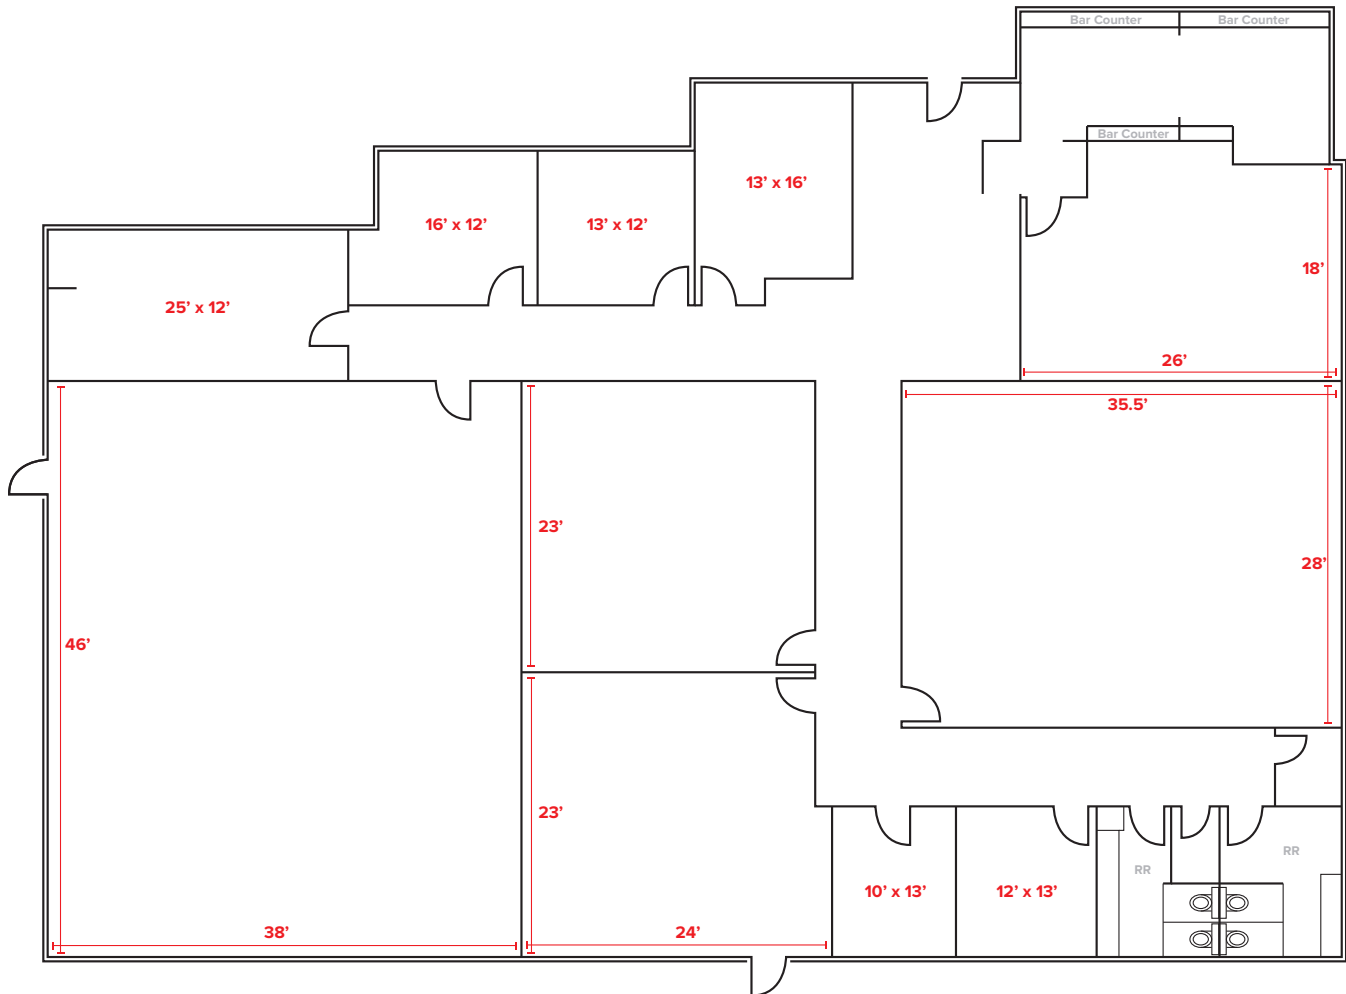 Bar Counter
Bar Counter
Bar Counter
13’ x 16’
16’ x 12’
13’ x 12’
18’
25’ x 12’
26’
35.5’
23’
28’
46’
23’
RR
RR
10’ x 13’
12’ x 13’
38’
24’